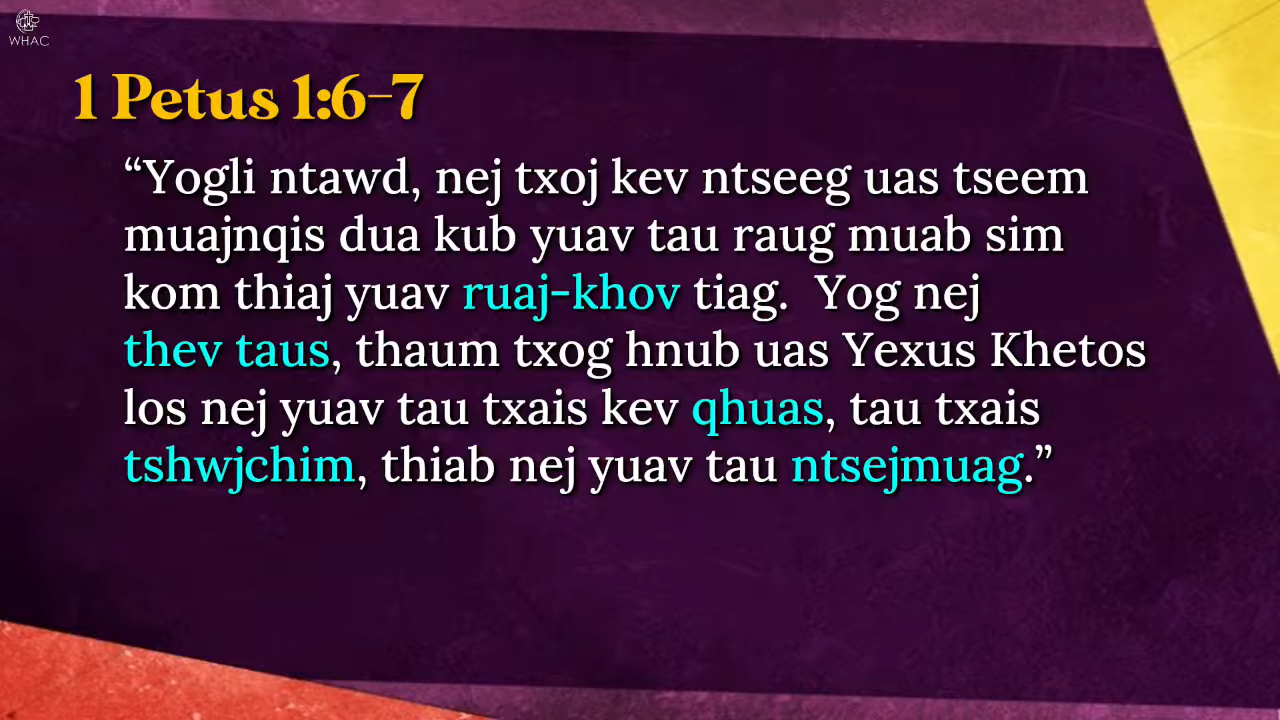 WHAC
1 Petus 1:6-7
“Yogli ntawd, nej txoj kev ntseeg uas tseem
muajnqis dua kub yuav tau raug muab sim
kom thiaj yuav ruaj-khov tiag.  Yog nej
thev taus, thaum txog hnub uas Yexus Khetos
los nej yuav tau txais kev qhuas, tau txais
tshwjchim, thiab nej yuav tau ntsejmuag.”